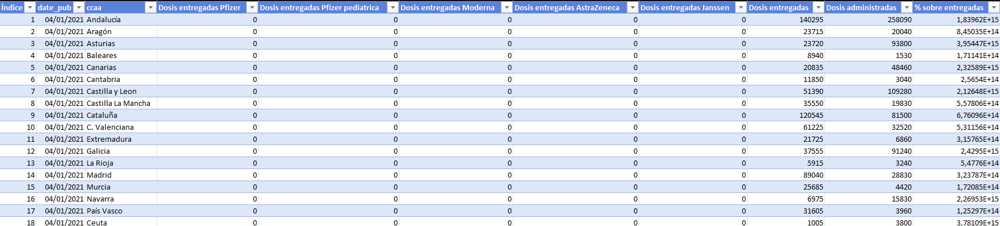 Índice date_pub ccaa Dosis entregadas Pfizer Dosis entregadas Pfizer pediatrica Dosis entregadas Moderna Dosis entregadas AstraZeneca Dosis entregadas Janssen Dosis entregadas Dosis administradas % sobre entregadas
1 04/01/2021 Andalucía 0 0 0 0 0 140295 258090 1,83962E+15
2 04/01/2021 Aragón 0 0 0 0 0 23715 20040 8,45035E+14
3 04/01/2021 Asturias 0 0 0 0 0 23720 93800 3,95447E+15
4 04/01/2021 Baleares 0 0 0 0 0 8940 1530 1,71141E+14
5 04/01/2021 Canarias 0 0 0 0 0 20835 48460 2,32589E+15
6 04/01/2021 Cantabria 0 0 0 0 0 11850 3040 2,5654E+14
7 04/01/2021 Castilla y Leon 0 0 0 0 0 51390 109280 2,12648E+15
8 04/01/2021 Castilla La Mancha 0 0 0 0 0 35550 19830 5,57806E+14
9 04/01/2021 Cataluña 0 0 0 0 0 120545 81500 6,76096E+14
10 04/01/2021 C. Valenciana 0 0 0 0 0 61225 32520 5,31156E+14
11 04/01/2021 Extremadura 0 0 0 0 0 21725 6860 3,15765E+14
12 04/01/2021 Galicia 0 0 0 0 0 37555 91240 2,4295E+15
13 04/01/2021 La Rioja 0 0 0 0 0 5915 3240 5,4776E+14
14 04/01/2021 Madrid 0 0 0 0 0 89040 28830 3,23787E+14
15 04/01/2021 Murcia 0 0 0 0 0 25685 4420 1,72085E+14
16 04/01/2021 Navarra 0 0 0 0 0 6975 15830 2,26953E+15
17 04/01/2021 País Vasco 0 0 0 0 0 31605 3960 1,25297E+14
18 04/01/2021 Ceuta 0 0 0 0 0 1005 3800 3,78109E+15